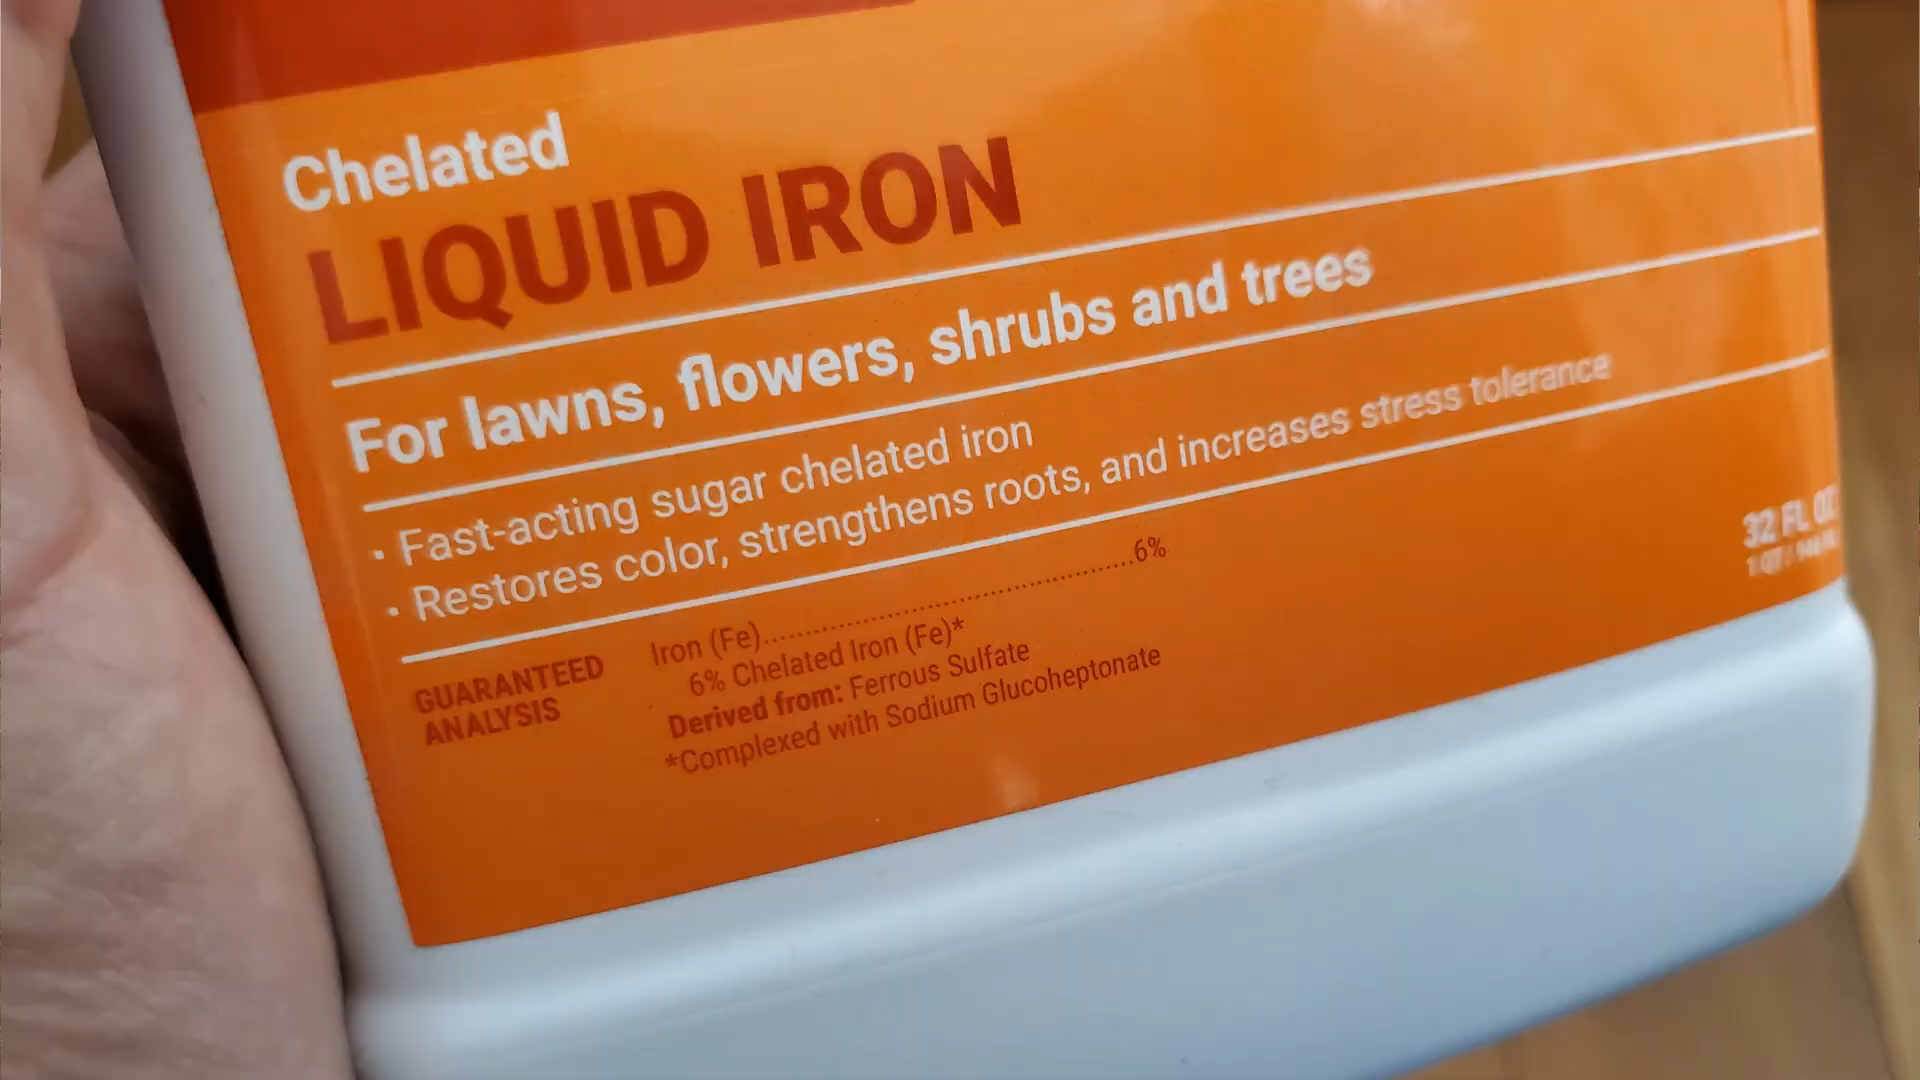 Chelated
LIQUID IRON
For lawns, flowers, shrubs and trees
· Fast-acting sugar chelated iron
· Restores color, strengthens roots, and increases stress tolerance
32 FL OZ
1 QT
GUARANTEED
ANALYSIS
Iron (Fe)..........................................................6%
6% Chelated Iron (Fe)*
Derived from: Ferrous Sulfate
*Complexed with Sodium Glucoheptonate